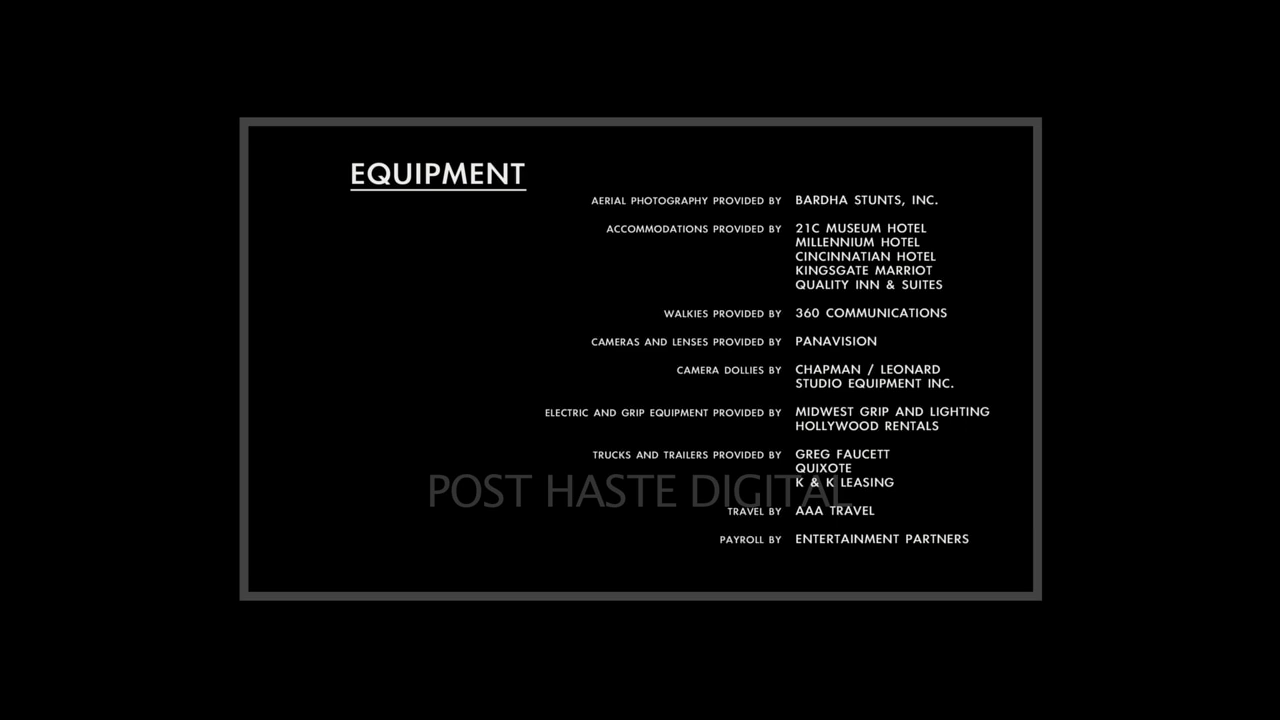 EQUIPMENT
AERIAL PHOTOGRAPHY PROVIDED BY BARDHA STUNTS, INC.
ACCOMMODATIONS PROVIDED BY 21C MUSEUM HOTEL
MILLENNIUM HOTEL
CINCINNATIAN HOTEL
KINGSGATE MARRIOT
QUALITY INN & SUITES
WALKIES PROVIDED BY 360 COMMUNICATIONS
CAMERAS AND LENSES PROVIDED BY PANAVISION
CAMERA DOLLIES BY CHAPMAN / LEONARD
STUDIO EQUIPMENT INC.
ELECTRIC AND GRIP EQUIPMENT PROVIDED BY MIDWEST GRIP AND LIGHTING
HOLLYWOOD RENTALS
TRUCKS AND TRAILERS PROVIDED BY GREG FAUCETT
QUIXOTE
K & K LEASING
POST HASTE DIGITAL
TRAVEL BY AAA TRAVEL
PAYROLL BY ENTERTAINMENT PARTNERS